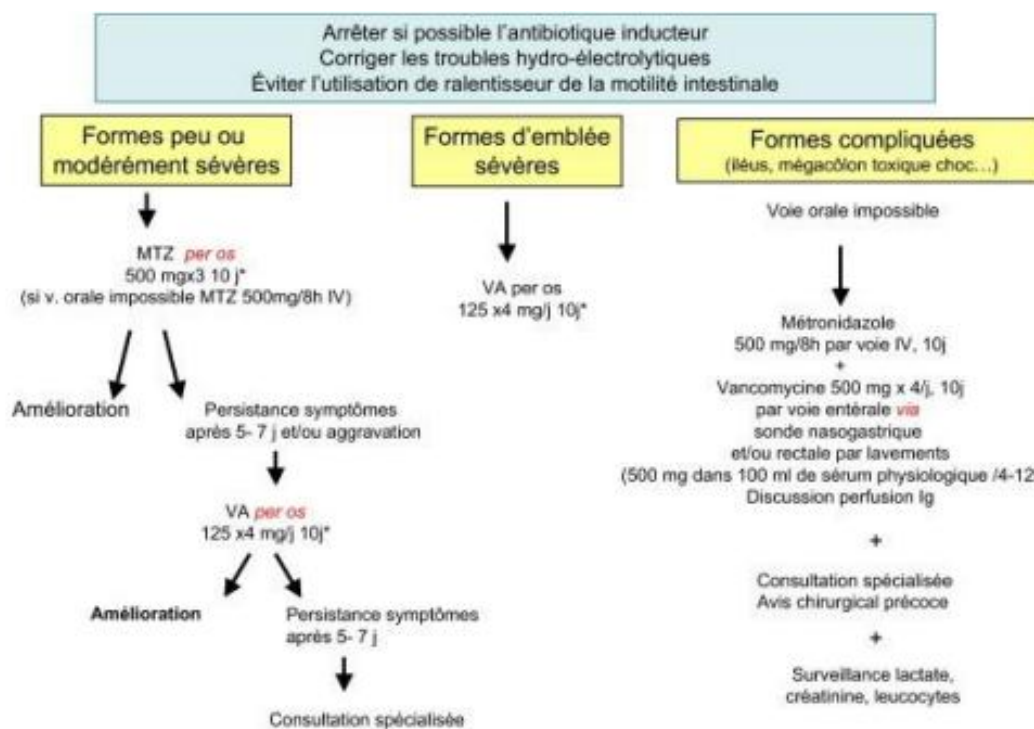 Arrêter si possible l'antibiotique inducteur
Corriger les troubles hydro-électrolytiques
Éviter l'utilisation de ralentisseur de la motilité intestinale
Formes peu ou
modérément sévères
MTZ per os
500 mgx3 10 j*
(si v. orale impossible MTZ 500mg/8h IV)
Amélioration
Persistance symptômes
après 5- 7 j et/ou aggravation
VA per os
125 x4 mg/j 10j*
Amélioration
Persistance symptômes
après 5- 7 j
Consultation spécialisée
Formes d'emblée
sévères
VA per os
125 x4 mg/j 10j*
Formes compliquées
(iléus, mégacôlon toxique choc…)
Voie orale impossible
Métronidazole
500 mg/8h par voie IV, 10j
+
Vancomycine 500 mg x 4/j, 10j
par voie entérale via
sonde nasogastrique
et/ou rectale par lavements
(500 mg dans 100 ml de sérum physiologique /4-12
Discussion perfusion Ig
+
Consultation spécialisée
Avis chirurgical précoce
+
Surveillance lactate,
créatinine, leucocytes